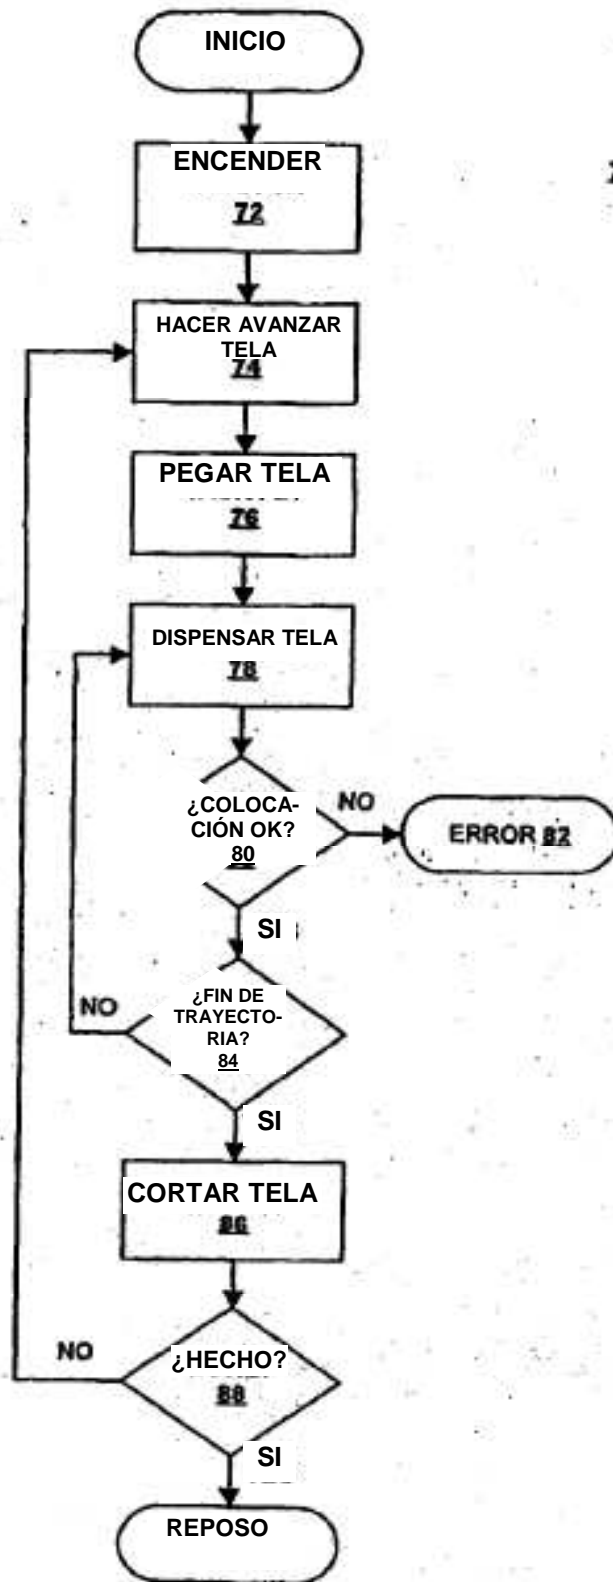 INICIO
ENCENDER
72
HACER AVANZAR
TELA
74
PEGAR TELA
76
DISPENSAR TELA
78
¿COLOCA-
CIÓN OK?
80
NO
ERROR 82
SI
¿FIN DE
TRAYECTO-
RIA?
84
NO
SI
CORTAR TELA
86
¿HECHO?
88
NO
SI
REPOSO